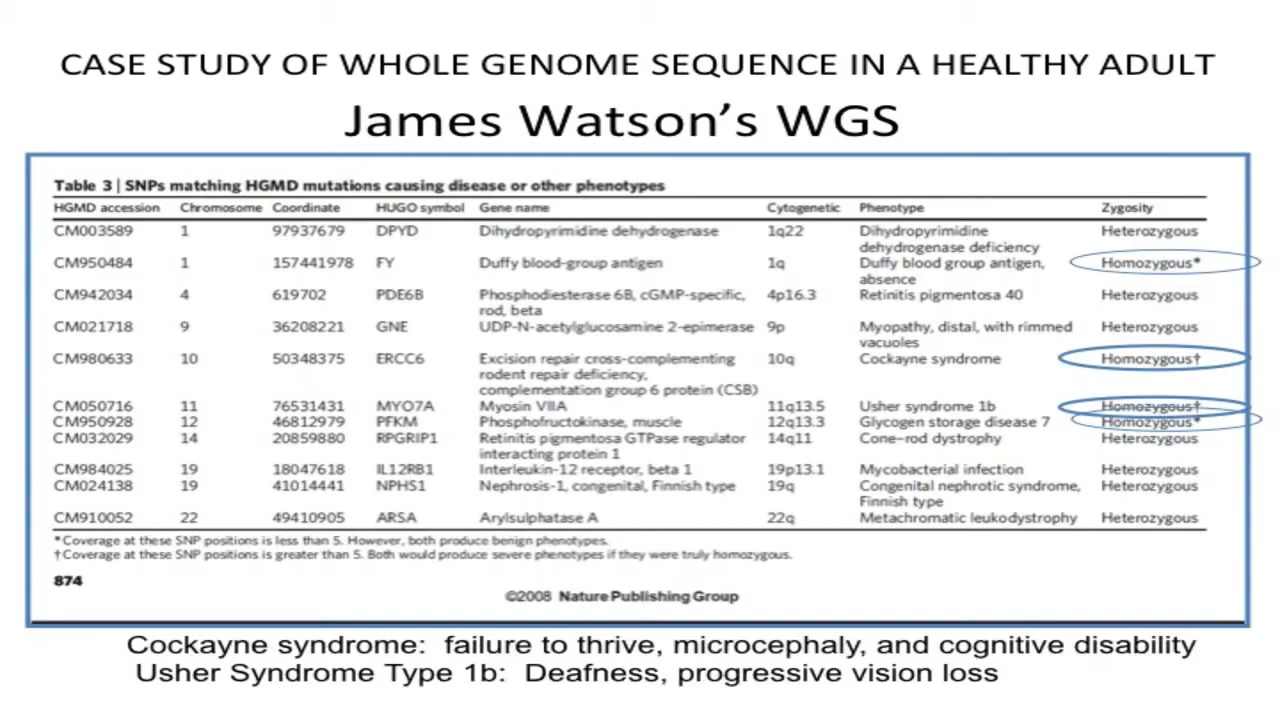 CASE STUDY OF WHOLE GENOME SEQUENCE IN A HEALTHY ADULT
James Watson's WGS
Table 3 | SNPs matching HGMD mutations causing disease or other phenotypes
HGMD accession Chromosome Coordinate HUGO symbol Gene name Cytogenetic Phenotype Zygosity
CM003589 1 97937679 DPYD Dihydropyrimidine dehydrogenase 1q22 Dihydropyrimidine Heterozygous
dehydrogenase deficiency
CM950484 1 157441978 FY Duffy blood-group antigen 1q Duffy blood group antigen, Homozygous*
absence
CM942034 4 619702 PDE6B Phosphodiesterase 6B, cGMP-specific, 4p16.3 Retinitis pigmentosa 40 Heterozygous
rod, beta
CM021718 9 36208221 GNE UDP-N-acetylglucosamine 2-epimerase 9p Myopathy, distal, with rimmed Heterozygous
vacuoles
CM980633 10 50348375 ERCC6 Excision repair cross-complementing 10q Cockayne syndrome Homozygous†
rodent repair deficiency,
complementation group 6 protein (CSB)
CM050716 11 76531431 MYO7A Myosin VIIA 11q13.5 Usher syndrome 1b Homozygous†
CM950928 12 46812979 PFKM Phosphofructokinase, muscle 12q13.3 Glycogen storage disease 7 Homozygous*
CM032029 14 20859880 RPGRIP1 Retinitis pigmentosa GTPase regulator 14q11 Cone–rod dystrophy Heterozygous
interacting protein 1
CM984025 19 18047618 IL12RB1 Interleukin-12 receptor, beta 1 19p13.1 Mycobacterial infection Heterozygous
CM024138 19 41014441 NPHS1 Nephrosis-1, congenital, Finnish type 19q Congenital nephrotic syndrome, Heterozygous
Finnish type
CM910052 22 49410905 ARSA Arylsulphatase A 22q Metachromatic leukodystrophy Heterozygous
*Coverage at these SNP positions is less than 5. However, both produce benign phenotypes.
†Coverage at these SNP positions is greater than 5. Both would produce severe phenotypes if they were truly homozygous.
874
©2008 Nature Publishing Group
Cockayne syndrome: failure to thrive, microcephaly, and cognitive disability
Usher Syndrome Type 1b: Deafness, progressive vision loss